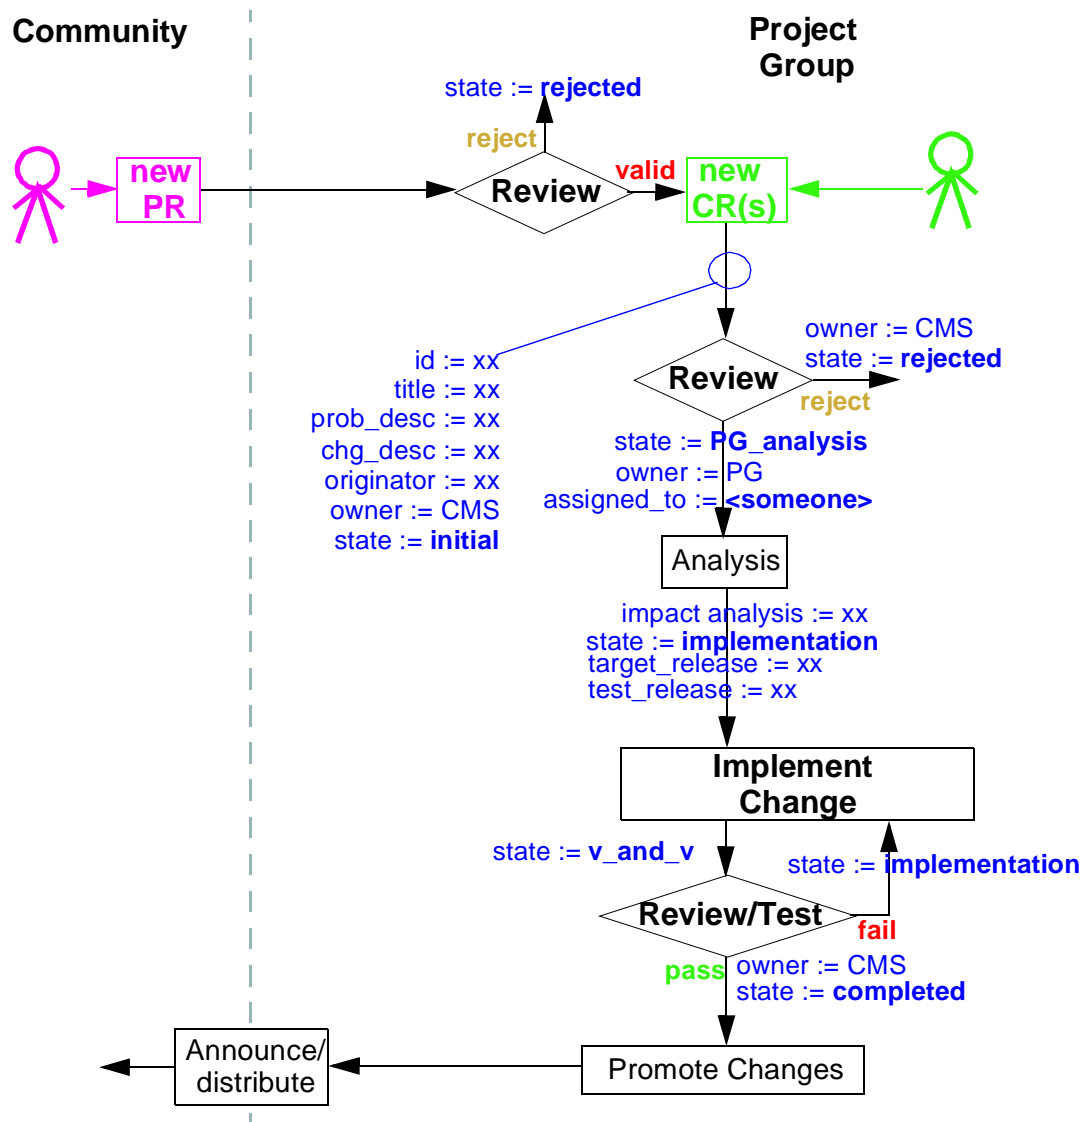 Community
Project
Group
state := rejected
reject
new
PR
Review
valid
new
CR(s)
owner := CMS
state := rejected
Review
reject
id := xx
title := xx
prob_desc := xx
chg_desc := xx
originator := xx
owner := CMS
state := initial
state := PG_analysis
owner := PG
assigned_to := <someone>
Analysis
impact analysis := xx
state := implementation
target_release := xx
test_release := xx
Implement
Change
state := v_and_v
state := implementation
Review/Test
fail
pass
owner := CMS
state := completed
Announce/
distribute
Promote Changes